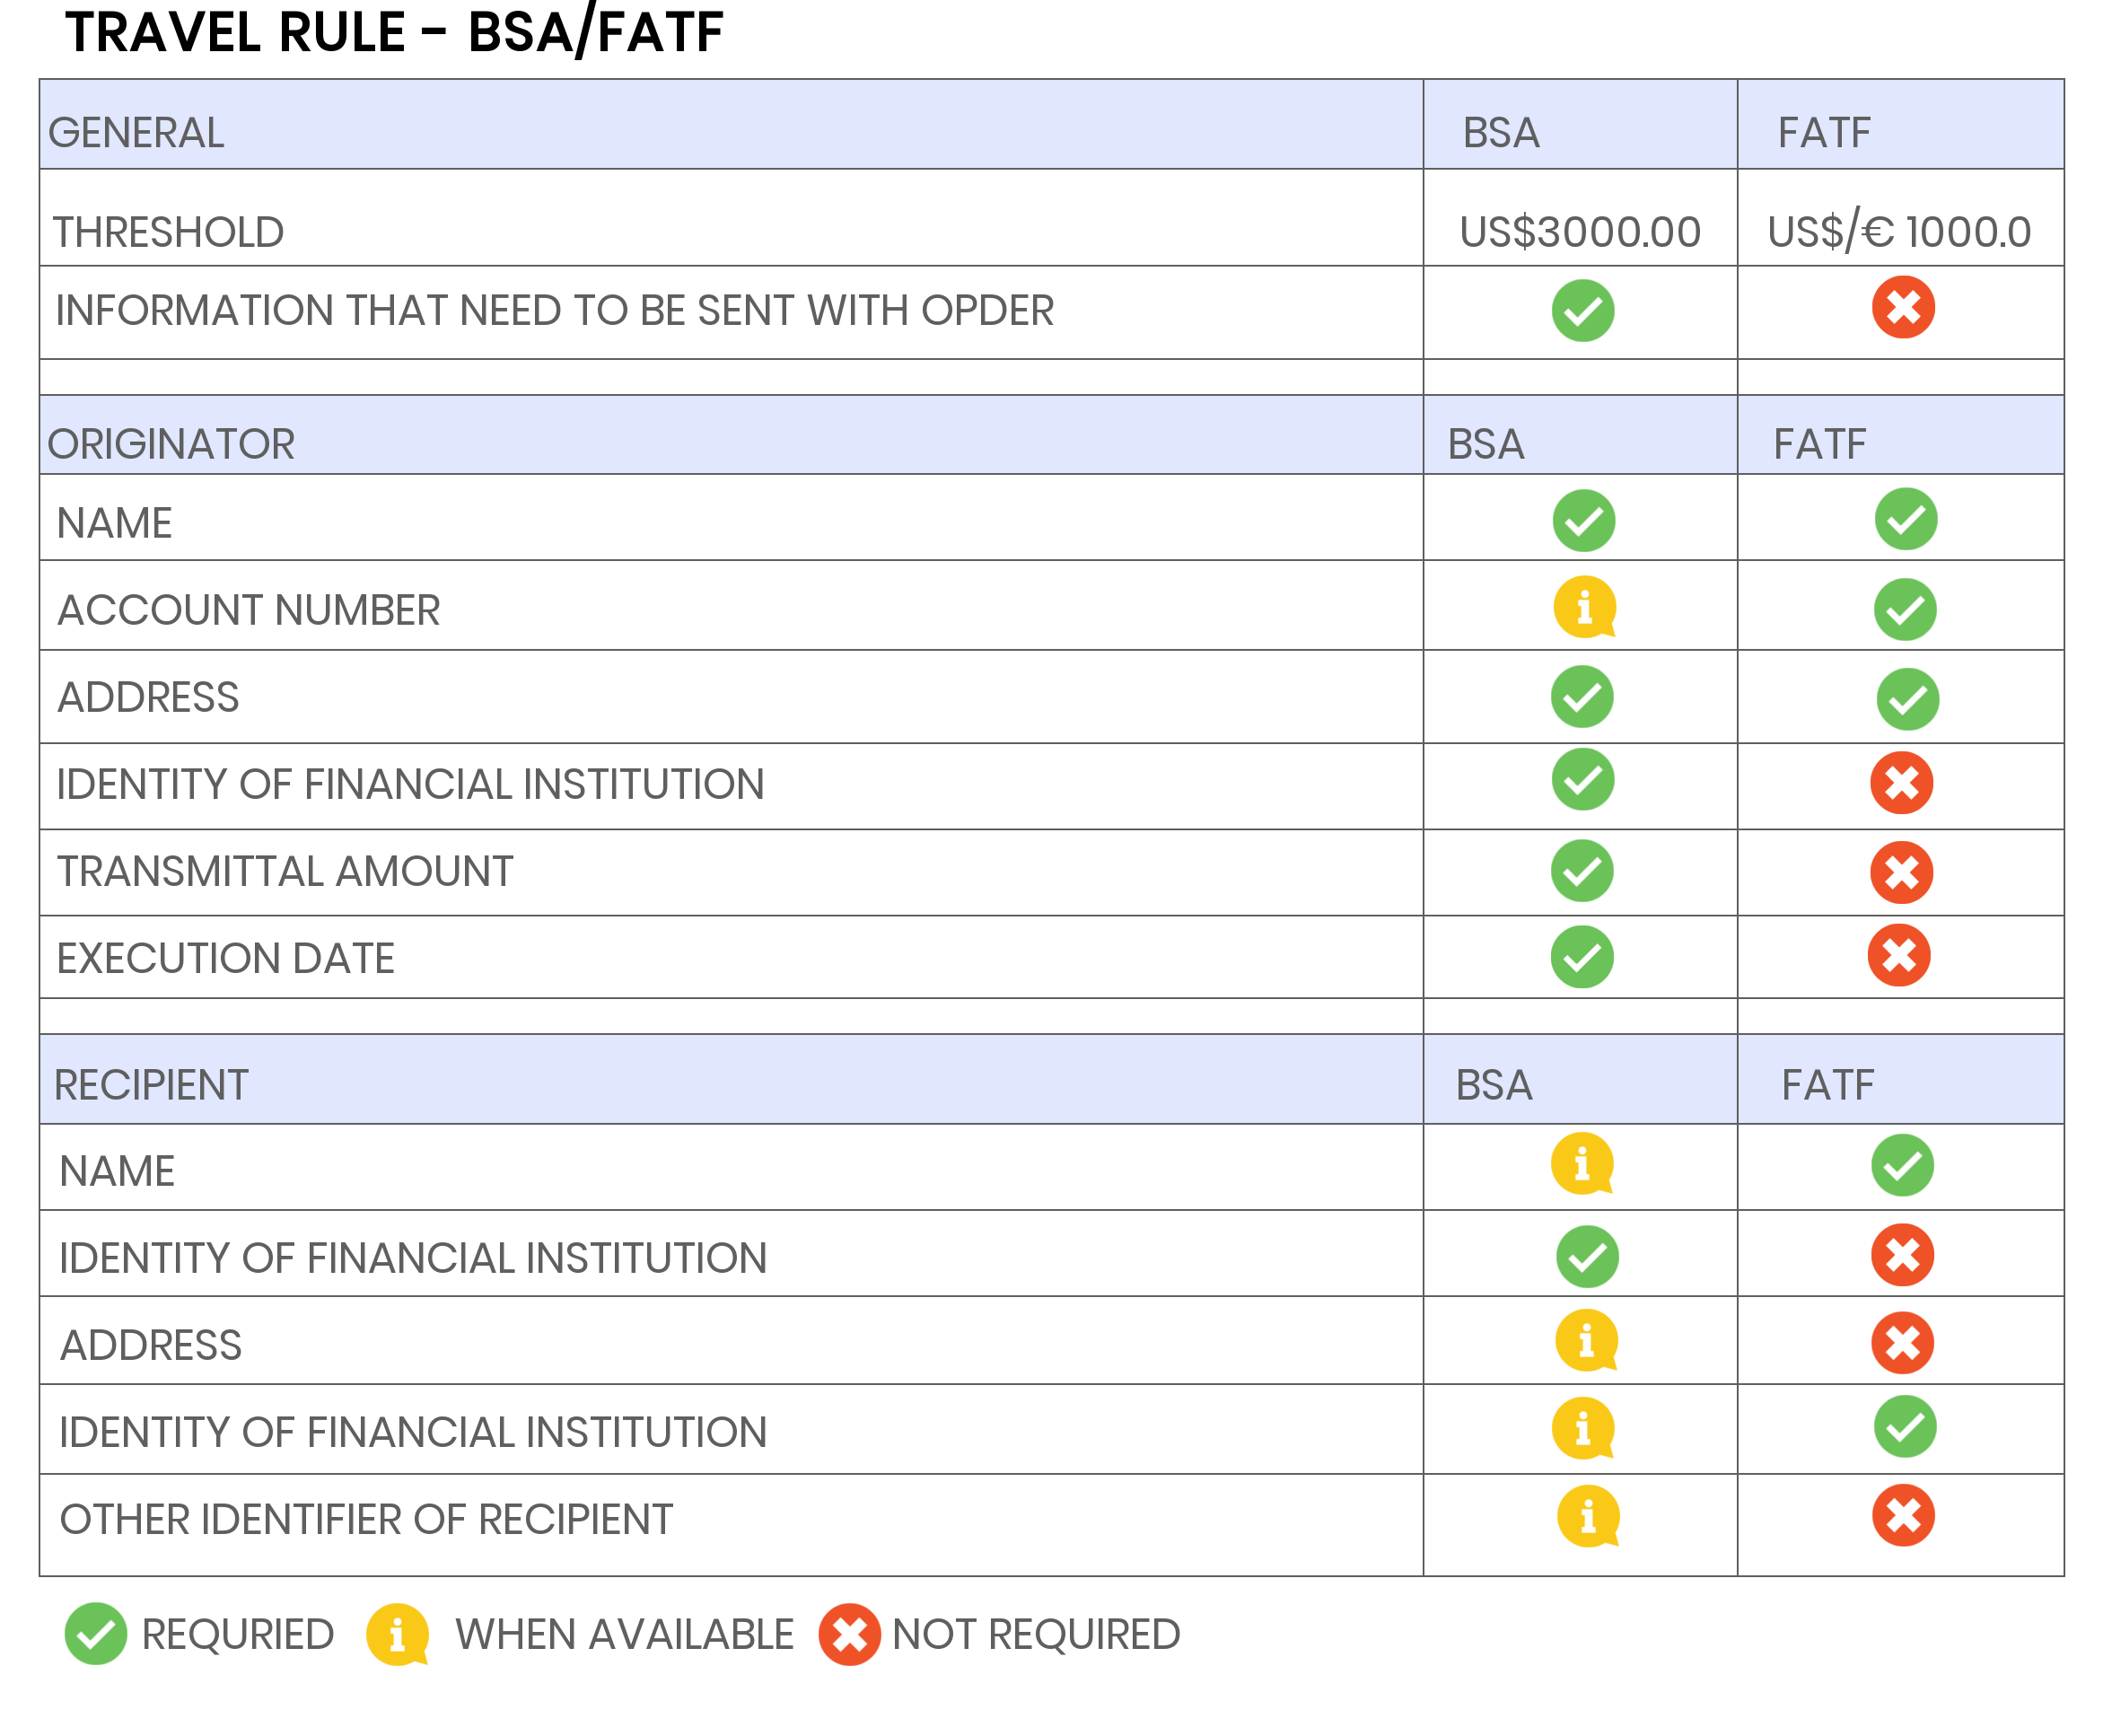 TRAVEL RULE - BSA/FATF
GENERAL BSA FATF
THRESHOLD US$3000.00 US$/€ 1000.0
INFORMATION THAT NEED TO BE SENT WITH OPDER
ORIGINATOR BSA FATF
NAME
ACCOUNT NUMBER
ADDRESS
IDENTITY OF FINANCIAL INSTITUTION
TRANSMITTAL AMOUNT
EXECUTION DATE
RECIPIENT BSA FATF
NAME
IDENTITY OF FINANCIAL INSTITUTION
ADDRESS
IDENTITY OF FINANCIAL INSTITUTION
OTHER IDENTIFIER OF RECIPIENT
REQURIED WHEN AVAILABLE NOT REQUIRED